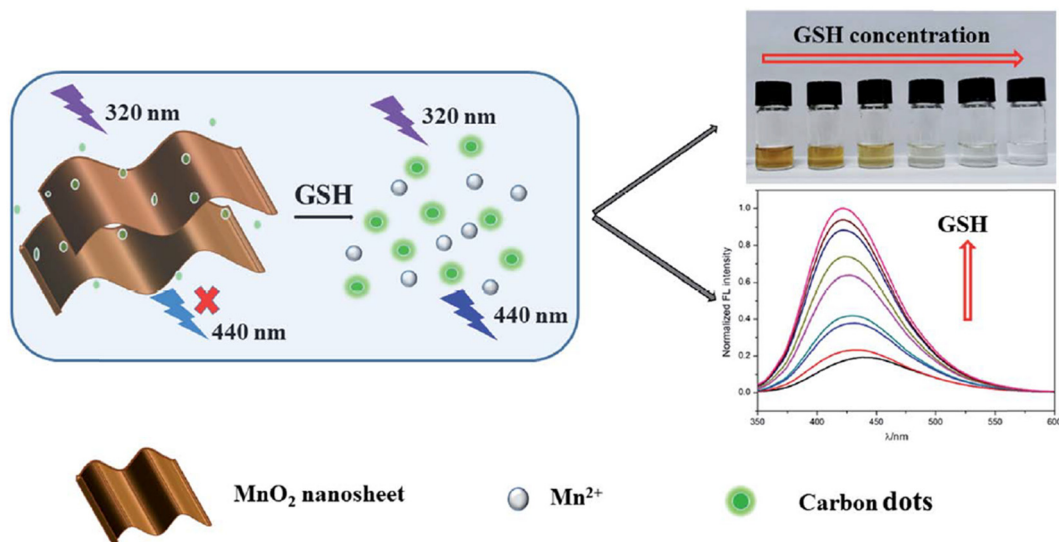 320 nm
GSH
440 nm
320 nm
440 nm
GSH concentration
GSH
Normalized FL intensity
1.0
0.8
0.6
0.4
0.2
0.0
350 400 450 500 550 600
λ/nm
MnO₂ nanosheet
Mn²⁺
Carbon dots